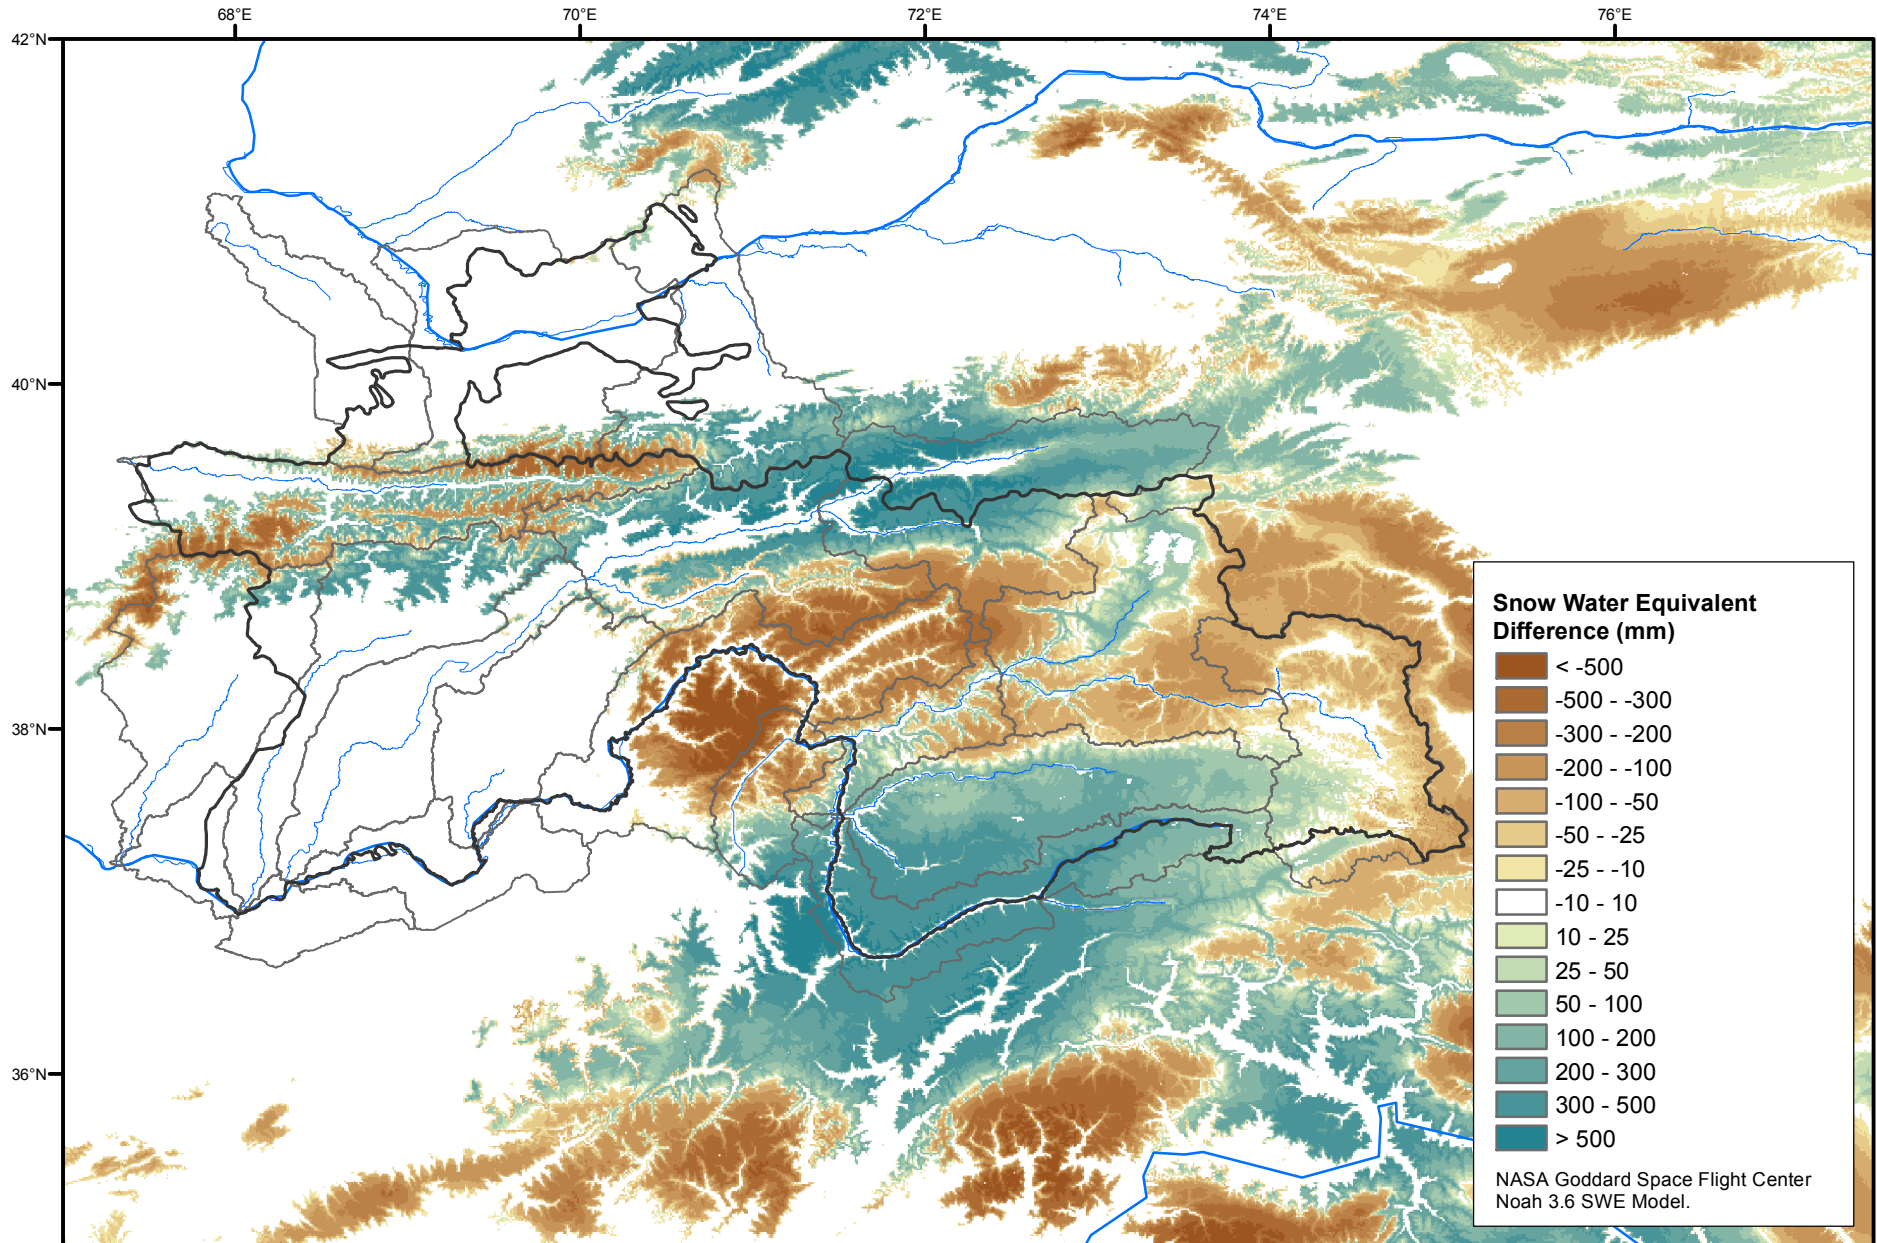 68°E 70°E 72°E 74°E 76°E
42°N
40°N
38°N
36°N
Snow Water Equivalent
Difference (mm)
< -500
-500 - -300
-300 - -200
-200 - -100
-100 - -50
-50 - -25
-25 - -10
-10 - 10
10 - 25
25 - 50
50 - 100
100 - 200
200 - 300
300 - 500
> 500
NASA Goddard Space Flight Center
Noah 3.6 SWE Model.